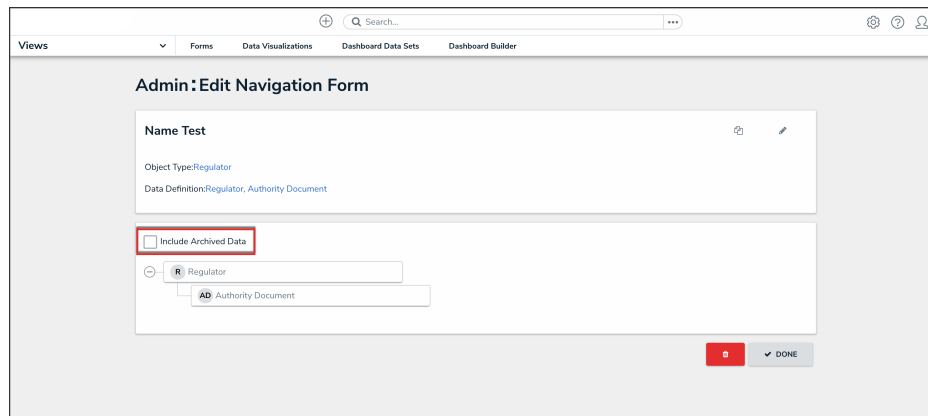 Search...
Views
Forms
Data Visualizations
Dashboard Data Sets
Dashboard Builder
Admin:Edit Navigation Form
Name Test
Object Type:Regulator
Data Definition:Regulator, Authority Document
Include Archived Data
R Regulator
AD Authority Document
DONE